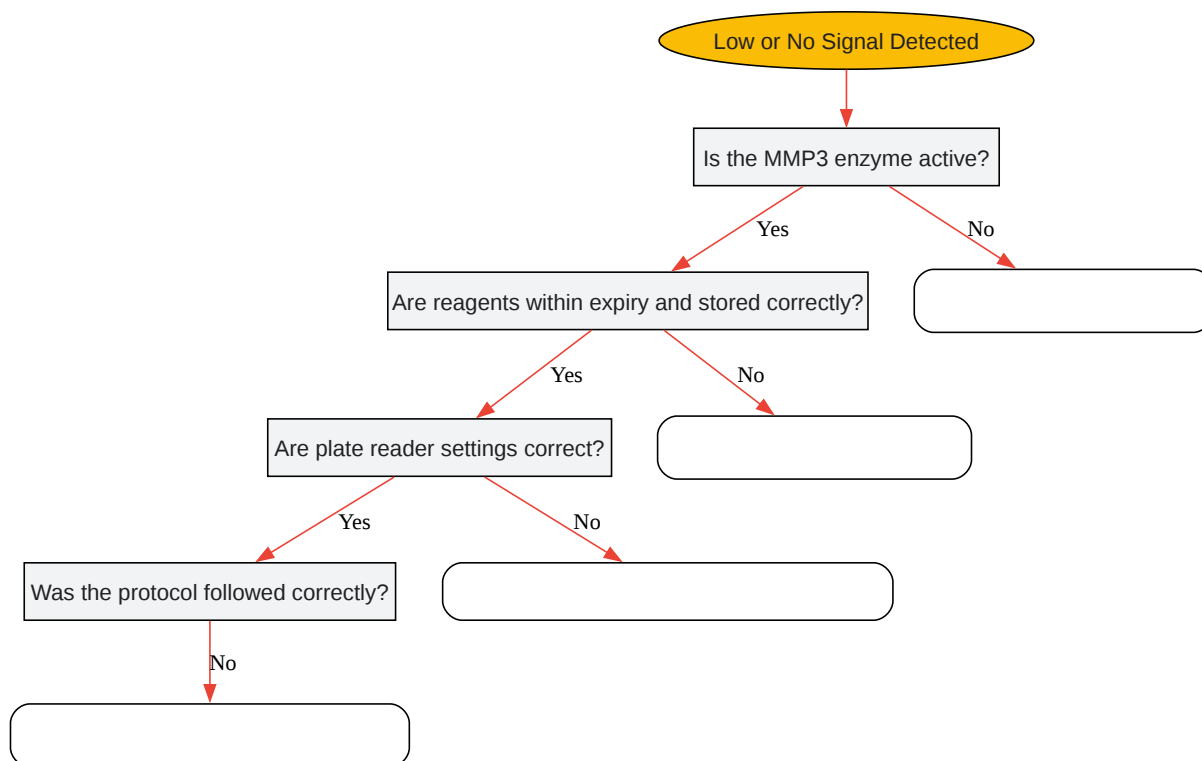 Low or No Signal Detected
Is the MMP3 enzyme active?
Yes
No
Are reagents within expiry and stored correctly?
Yes
No
Are plate reader settings correct?
Yes
No
Was the protocol followed correctly?
No